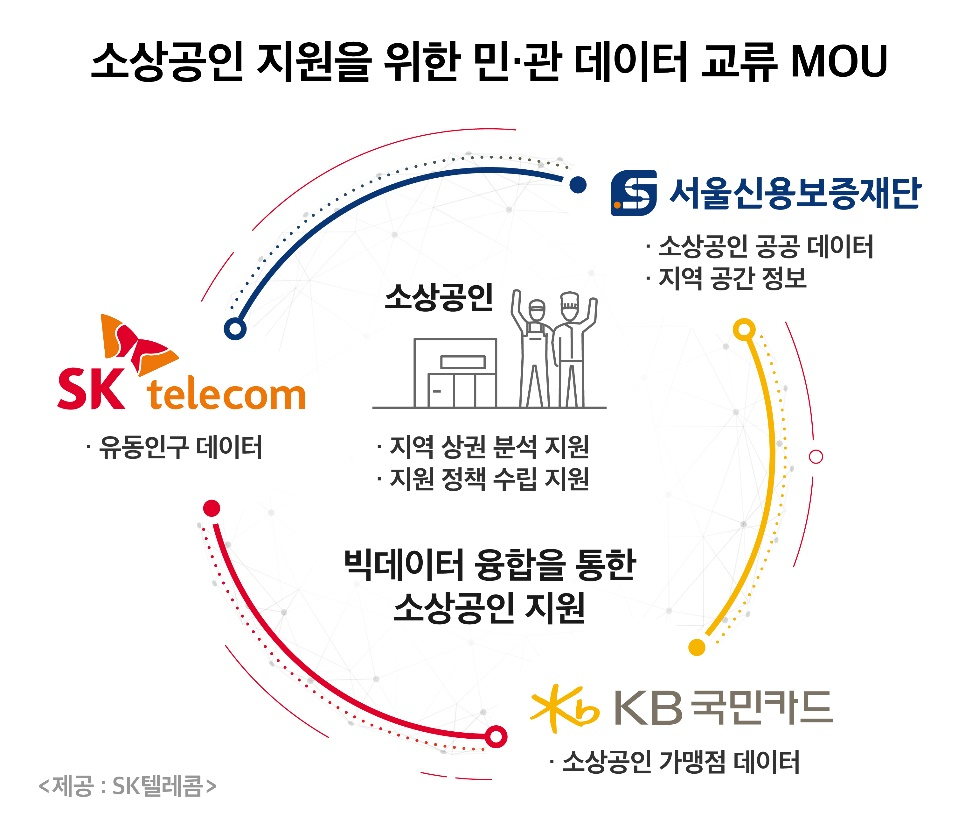 소상공인 지원을 위한 민·관 데이터 교류 MOU
서울신용보증재단
· 소상공인 공공 데이터
· 지역 공간 정보
소상공인
SK telecom
· 유동인구 데이터
· 지역 상권 분석 지원
· 지원 정책 수립 지원
빅데이터 융합을 통한
소상공인 지원
Kb KB 국민카드
· 소상공인 가맹점 데이터
<제공 : SK텔레콤>